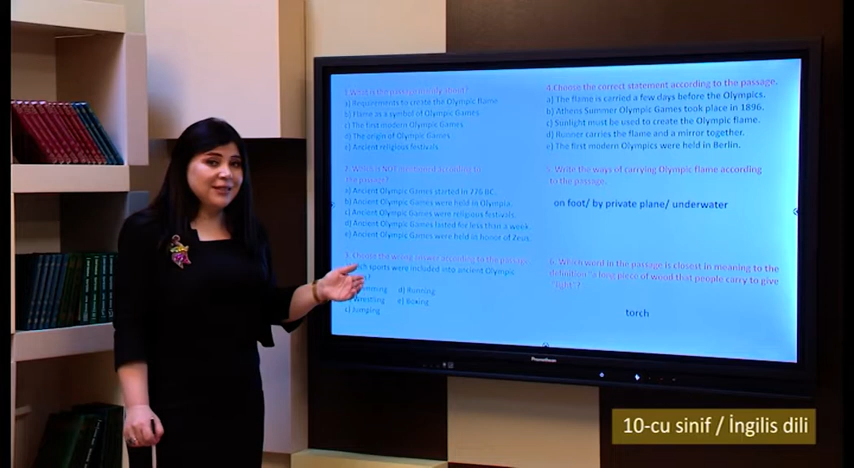 1.What is the passage mainly about?
a) Requirements to create the Olympic flame
b) Flame as a symbol of Olympic Games
c) The first modern Olympic Games
d) The origin of Olympic Games
e) Ancient religious festivals
2. Which is NOT mentioned according to
the passage?
a) Ancient Olympic Games started in 776 BC.
b) Ancient Olympic Games were held in Olympia.
c) Ancient Olympic Games were religious festivals.
d) Ancient Olympic Games lasted for less than a week.
e) Ancient Olympic Games were held in honor of Zeus.
3. Choose the wrong answer according to the passage.
sports were included into ancient Olympic
d) Running
Wrestling e) Boxing
c) Jumping
4.Choose the correct statement according to the passage.
a) The flame is carried a few days before the Olympics.
b) Athens Summer Olympic Games took place in 1896.
c) Sunlight must be used to create the Olympic flame.
d) Runner carries the flame and a mirror together.
e) The first modern Olympics were held in Berlin.
5. Write the ways of carrying Olympic flame according
to the passage.
on foot/ by private plane/ underwater
6. Which word in the passage is closest in meaning to the
definition "a long piece of wood that people carry to give
"light"?
torch
Promethean
10-cu sinif / İngilis dili